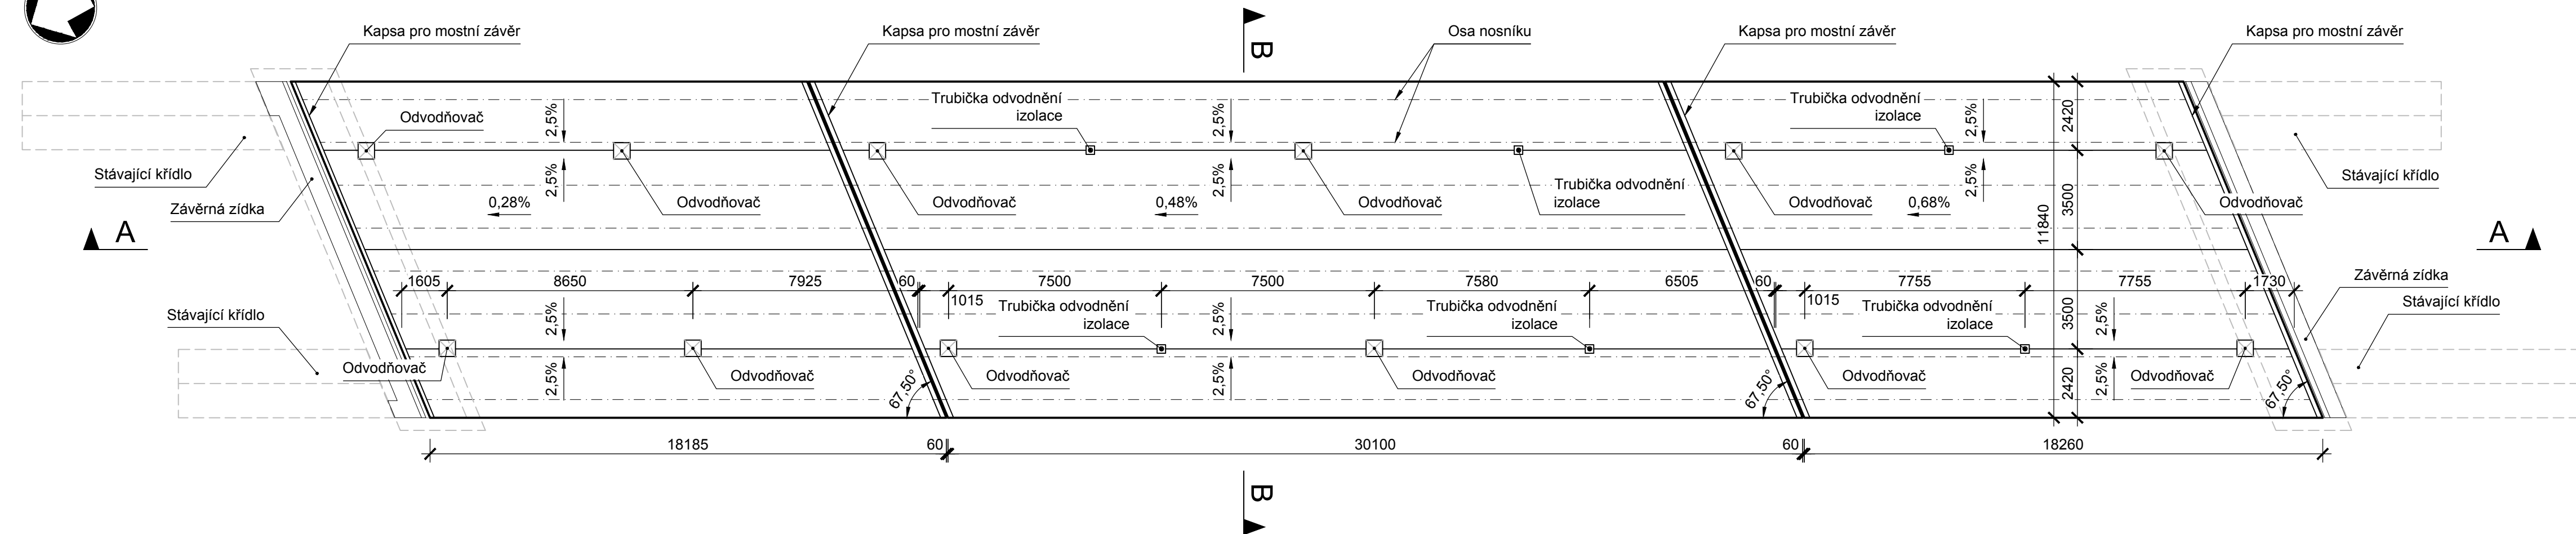 Kapsa pro mostní závěr
Kapsa pro mostní závěr
B
Osa nosníku
Kapsa pro mostní závěr
Kapsa pro mostní závěr
Odvodňovač
2,5%
Trubička odvodnění
izolace
2,5%
Trubička odvodnění
izolace
2,5%
2420
Stávající křídlo
Závěrná zídka
2,5%
0,28%
Odvodňovač
Odvodňovač
0,48%
2,5%
Odvodňovač
Trubička odvodnění
izolace
Odvodňovač
0,68%
2,5%
11840
3500
Odvodňovač
Stávající křídlo
A
A
1605
8650
7925
60
1015
7500
7500
7580
6505
60
1015
7755
7755
1730
Závěrná zídka
Stávající křídlo
Stávající křídlo
2,5%
Trubička odvodnění
izolace
2,5%
Trubička odvodnění
izolace
Trubička odvodnění
izolace
3500
2,5%
Odvodňovač
2,5%
Odvodňovač
67,50°
Odvodňovač
2,5%
Odvodňovač
67,50°
Odvodňovač
2420
2,5%
Odvodňovač
67,50°
18185
60
30100
60
18260
B